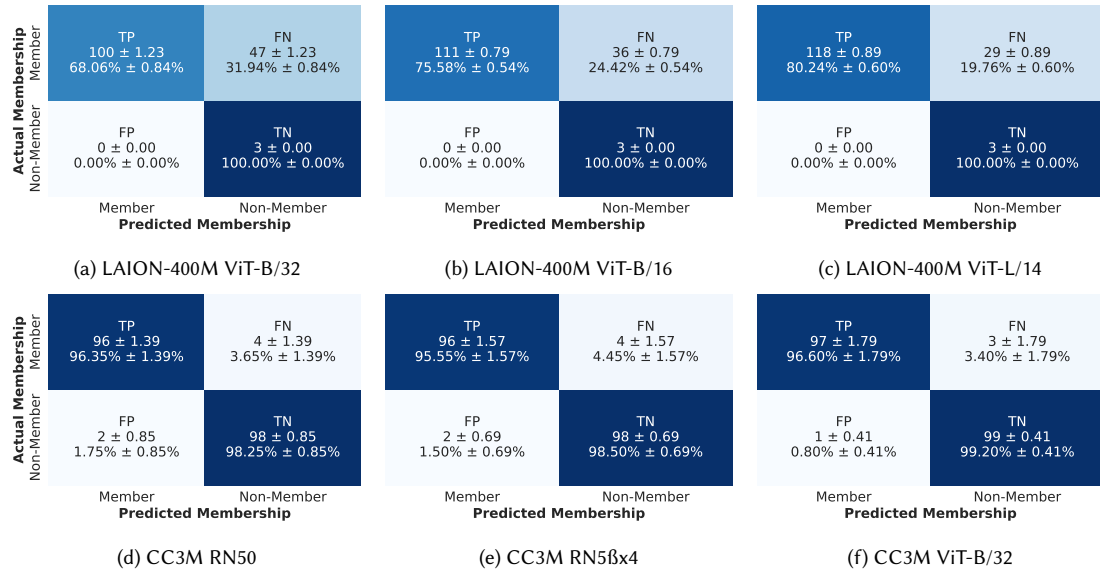 Actual Membership
Member
Non-Member
TP
100 ± 1.23
68.06% ± 0.84%
FN
47 ± 1.23
31.94% ± 0.84%
FP
0 ± 0.00
0.00% ± 0.00%
TN
3 ± 0.00
100.00% ± 0.00%
Member
Non-Member
Predicted Membership
(a) LAION-400M ViT-B/32
TP
111 ± 0.79
75.58% ± 0.54%
FN
36 ± 0.79
24.42% ± 0.54%
FP
0 ± 0.00
0.00% ± 0.00%
TN
3 ± 0.00
100.00% ± 0.00%
Member
Non-Member
Predicted Membership
(b) LAION-400M ViT-B/16
TP
118 ± 0.89
80.24% ± 0.60%
FN
29 ± 0.89
19.76% ± 0.60%
FP
0 ± 0.00
0.00% ± 0.00%
TN
3 ± 0.00
100.00% ± 0.00%
Member
Non-Member
Predicted Membership
(c) LAION-400M ViT-L/14
Actual Membership
Member
Non-Member
TP
96 ± 1.39
96.35% ± 1.39%
FN
4 ± 1.39
3.65% ± 1.39%
FP
2 ± 0.85
1.75% ± 0.85%
TN
98 ± 0.85
98.25% ± 0.85%
Member
Non-Member
Predicted Membership
(d) CC3M RN50
TP
96 ± 1.57
95.55% ± 1.57%
FN
4 ± 1.57
4.45% ± 1.57%
FP
2 ± 0.69
1.50% ± 0.69%
TN
98 ± 0.69
98.50% ± 0.69%
Member
Non-Member
Predicted Membership
(e) CC3M RN5ßx4
TP
97 ± 1.79
96.60% ± 1.79%
FN
3 ± 1.79
3.40% ± 1.79%
FP
1 ± 0.41
0.80% ± 0.41%
TN
99 ± 0.41
99.20% ± 0.41%
Member
Non-Member
Predicted Membership
(f) CC3M ViT-B/32